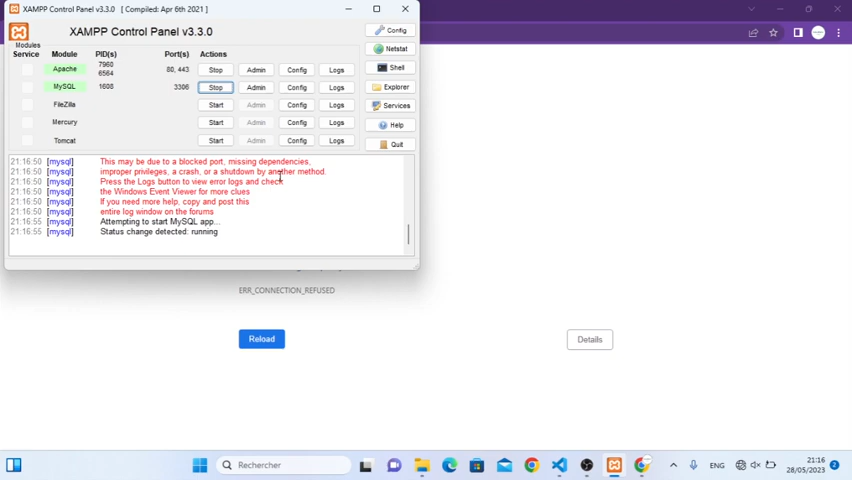 XAMPP Control Panel v3.3.0 [ Compiled: Apr 6th 2021 ]
XAMPP Control Panel v3.3.0
Config
Modules
Service Module PID(s) Port(s) Actions
Netstat
Apache 7960 6564 80, 443 Stop Admin Config Logs
Shell
MySQL 1608 3306 Stop Admin Config Logs
Explorer
FileZilla Start Admin Config Logs
Services
Mercury Start Admin Config Logs
Help
Tomcat Start Admin Config Logs
Quit
21:16:50 [mysql] This may be due to a blocked port, missing dependencies,
21:16:50 [mysql] improper privileges, a crash, or a shutdown by another method.
21:16:50 [mysql] Press the Logs button to view error logs and check
21:16:50 [mysql] the Windows Event Viewer for more clues
21:16:50 [mysql] If you need more help, copy and post this
21:16:50 [mysql] entire log window on the forums
21:16:55 [mysql] Attempting to start MySQL app...
21:16:55 [mysql] Status change detected: running
ERR_CONNECTION_REFUSED
Reload Details
Rechercher
ENG
21:16
28/05/2023
2